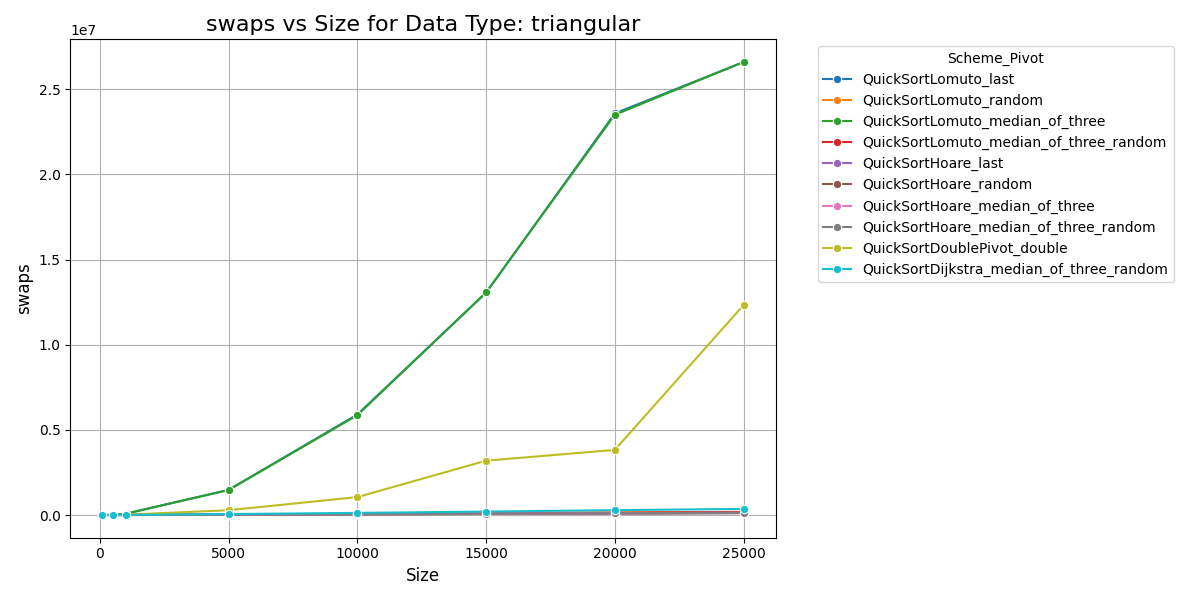 swaps vs Size for Data Type: triangular
1e7
2.5
2.0
1.5
1.0
0.5
0.0
swaps
0 5000 10000 15000 20000 25000
Size
Scheme_Pivot
QuickSortLomuto_last
QuickSortLomuto_random
QuickSortLomuto_median_of_three
QuickSortLomuto_median_of_three_random
QuickSortHoare_last
QuickSortHoare_random
QuickSortHoare_median_of_three
QuickSortHoare_median_of_three_random
QuickSortDoublePivot_double
QuickSortDijkstra_median_of_three_random